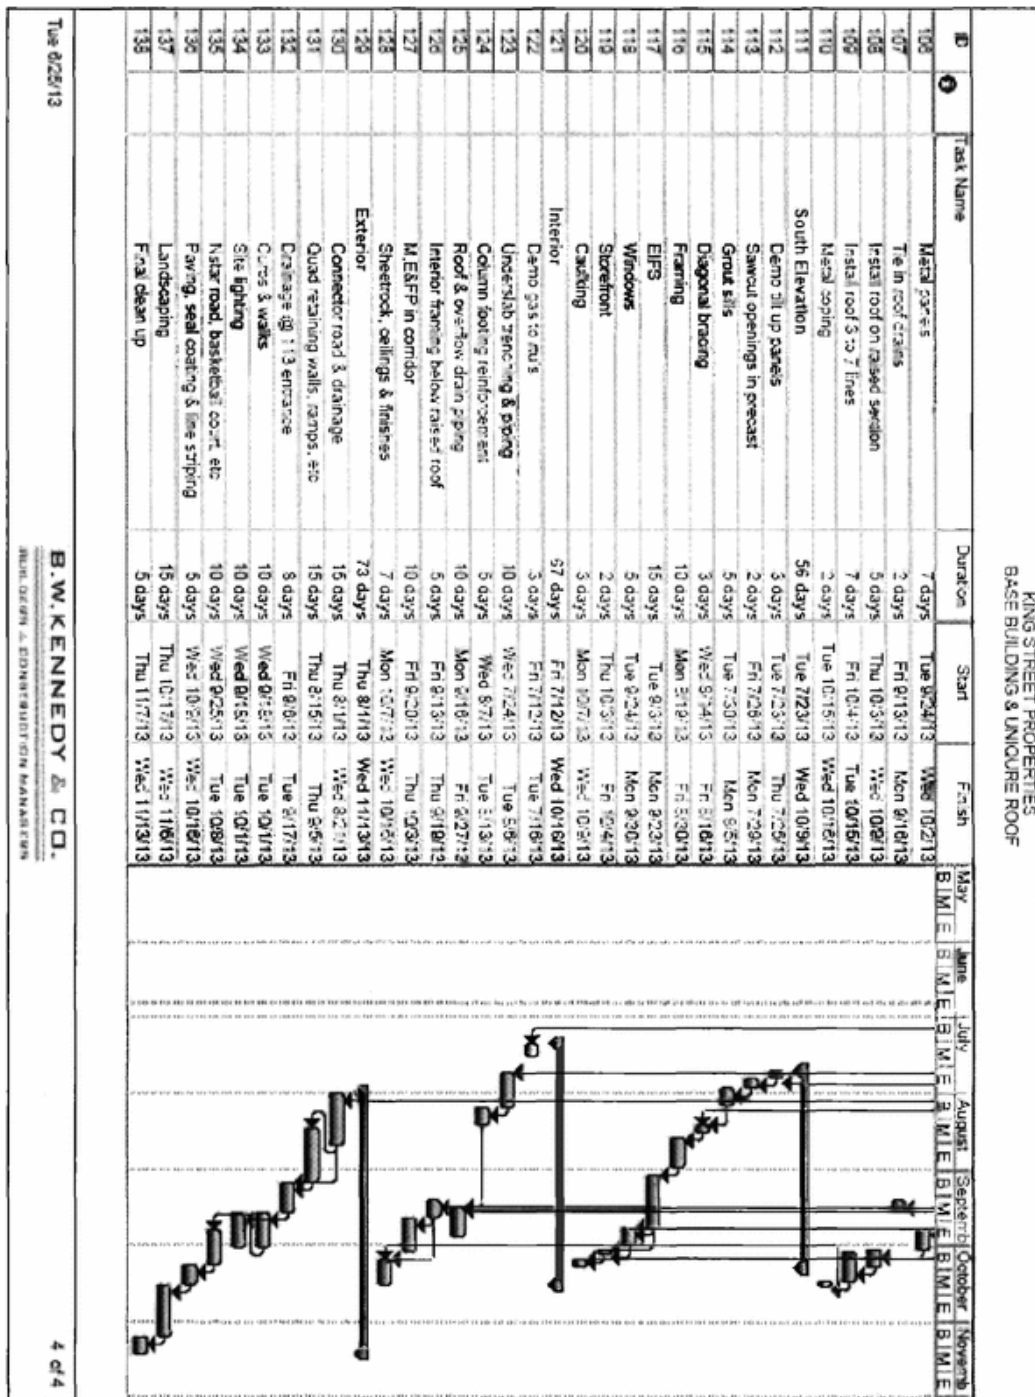 KING STREET PROPERTIES
BASE BUILDING & UNIQURE ROOF
ID Task Name Duration Start Finish May June July August Septemb October Novemb
B M E B M E B M E B M E B M E B M E B M E
106 Metal panels 7 days Tue 9/24/13 Wed 10/2/13
107 Tie in roof drains 2 days Fri 9/13/13 Mon 9/16/13
108 Install roof on raised section 5 days Thu 10/3/13 Wed 10/9/13
109 Install roof 3 to 7 lines 7 days Fri 10/4/13 Tue 10/15/13
110 Metal coping 2 days Tue 10/15/13 Wed 10/16/13
111 South Elevation 56 days Tue 7/23/13 Wed 10/9/13
112 Demo tilt up panels 3 days Tue 7/23/13 Thu 7/25/13
113 Sawcut openings in precast 2 days Fri 7/26/13 Mon 7/29/13
114 Grout sills 5 days Tue 7/30/13 Mon 8/5/13
115 Diagonal bracing 3 days Wed 8/14/13 Fri 8/16/13
116 Framing 10 days Mon 8/19/13 Fri 8/30/13
117 EIFS 15 days Tue 9/3/13 Mon 9/23/13
118 Windows 5 days Tue 9/24/13 Mon 9/30/13
119 Storefront 2 days Thu 10/3/13 Fri 10/4/13
120 Caulking 3 days Mon 10/7/13 Wed 10/9/13
121 Interior 67 days Fri 7/12/13 Wed 10/16/13
122 Demo gas to rtu's 3 days Fri 7/12/13 Tue 7/16/13
123 Underslab trenching & piping 10 days Wed 7/24/13 Tue 8/6/13
124 Column footing reinforcement 5 days Wed 8/7/13 Tue 8/13/13
125 Roof & overflow drain piping 10 days Mon 9/16/13 Fri 9/27/13
126 Interior framing below raised roof 5 days Fri 9/13/13 Thu 9/19/13
127 M,E&FP in corridor 10 days Fri 9/20/13 Thu 10/3/13
128 Sheetrock, ceilings & finishes 7 days Mon 10/7/13 Wed 10/16/13
129 Exterior 73 days Thu 8/1/13 Wed 11/13/13
130 Connector road & drainage 15 days Thu 8/1/13 Wed 8/21/13
131 Quad retaining walls, ramps, etc 15 days Thu 8/15/13 Thu 9/5/13
132 Drainage @ 113 entrance 8 days Fri 9/6/13 Tue 9/17/13
133 Curbs & walks 10 days Wed 9/18/13 Tue 10/1/13
134 Site lighting 10 days Wed 9/18/13 Tue 10/1/13
135 Nstar road, basketball court, etc 10 days Wed 9/25/13 Tue 10/8/13
136 Paving, seal coating & line striping 5 days Wed 10/9/13 Wed 10/16/13
137 Landscaping 15 days Thu 10/17/13 Wed 11/6/13
138 Final clean up 5 days Thu 11/7/13 Wed 11/13/13
Tue 6/25/13
B.W. KENNEDY & CO.
BUILDERS & CONSTRUCTION MANAGERS
4 of 4